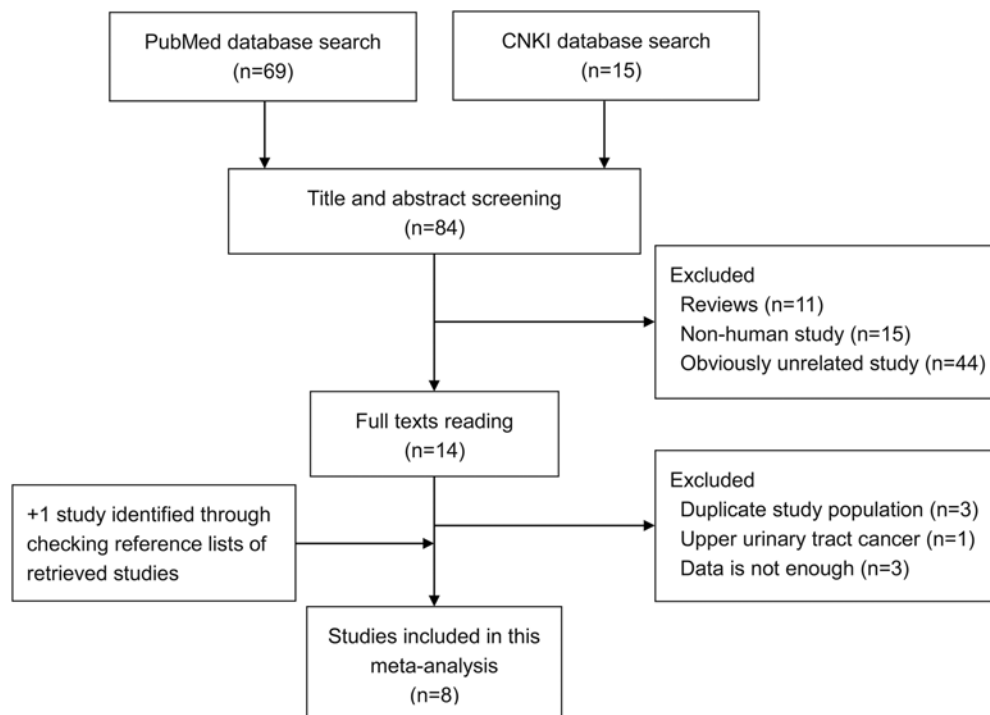 PubMed database search
(n=69)
CNKI database search
(n=15)
Title and abstract screening
(n=84)
Excluded
Reviews (n=11)
Non-human study (n=15)
Obviously unrelated study (n=44)
Full texts reading
(n=14)
+1 study identified through
checking reference lists of
retrieved studies
Excluded
Duplicate study population (n=3)
Upper urinary tract cancer (n=1)
Data is not enough (n=3)
Studies included in this
meta-analysis
(n=8)